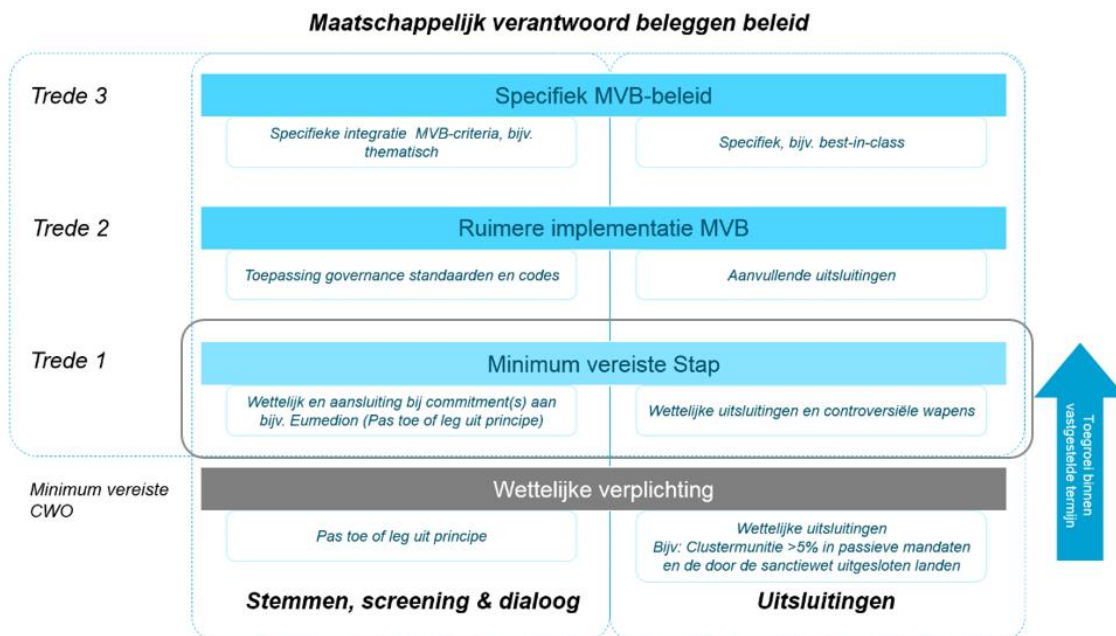 Maatschappelijk verantwoord beleggen beleid
Trede 3
Specifiek MVB-beleid
Specifieke integratie MVB-criteria, bijv.
thematisch
Specifiek, bijv. best-in-class
Trede 2
Ruimere implementatie MVB
Toepassing governance standaarden en codes
Aanvullende uitsluitingen
Trede 1
Minimum vereiste Stap
Wettelijk en aansluiting bij commitment(s) aan
bijv. Eumedion (Pas toe of leg uit principe)
Wettelijke uitsluitingen en controversiële wapens
Toegroei binnen
vastgestelde termijn
Minimum vereiste
CWO
Wettelijke verplichting
Pas toe of leg uit principe
Wettelijke uitsluitingen
Bijv: Clustermunitie >5% in passieve mandaten
en de door de sanctiewet uitgesloten landen
Stemmen, screening & dialoog
Uitsluitingen